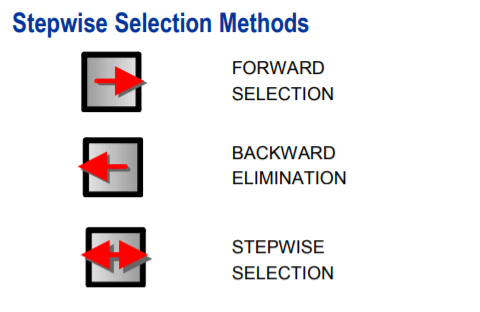 Stepwise Selection Methods
FORWARD
SELECTION
BACKWARD
ELIMINATION
STEPWISE
SELECTION